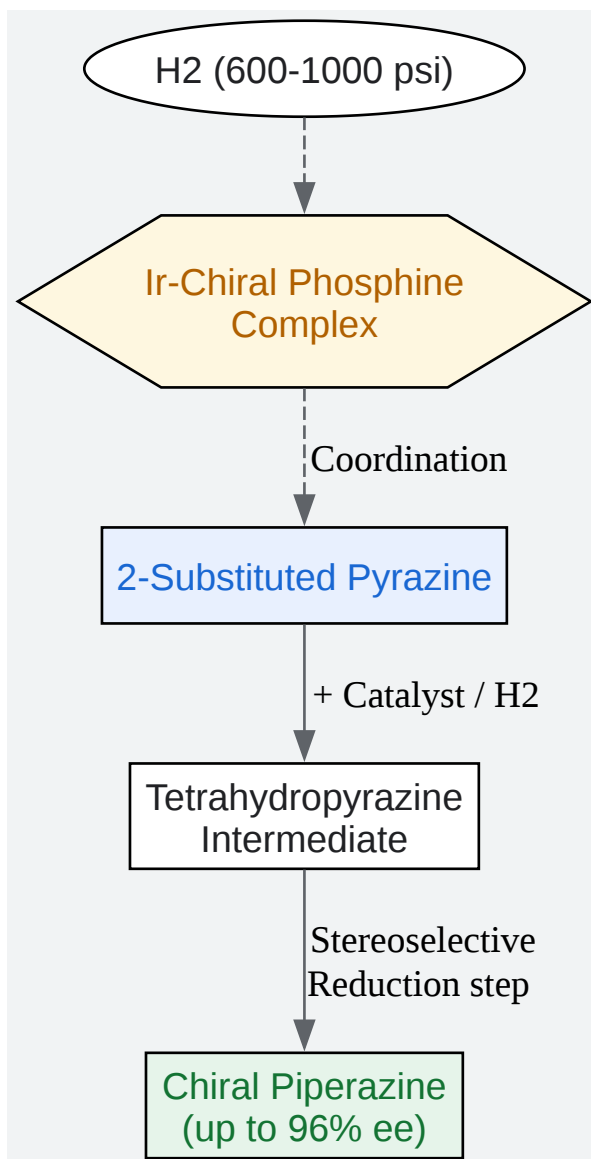 H2 (600-1000 psi)
Ir-Chiral Phosphine
Complex
Coordination
2-Substituted Pyrazine
+ Catalyst / H2
Tetrahydropyrazine
Intermediate
Stereoselective
Reduction step
Chiral Piperazine
(up to 96% ee)